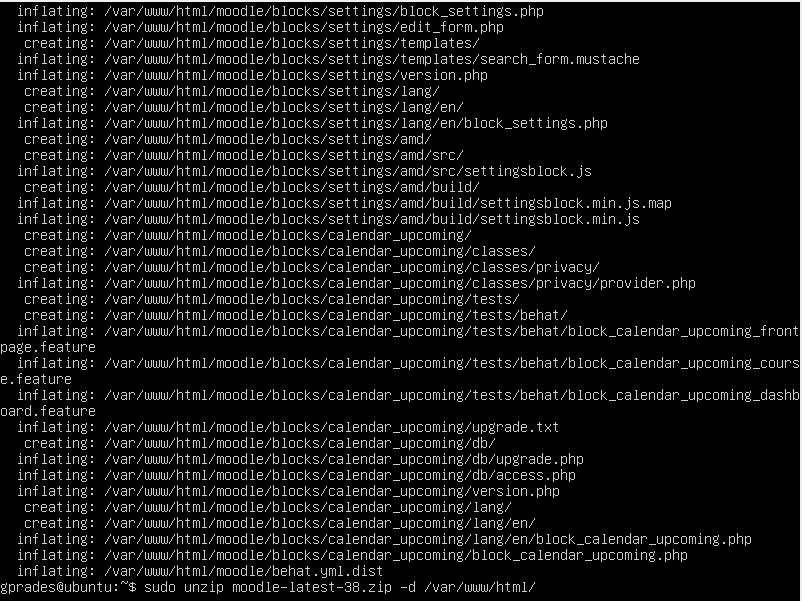 inflating: /var/www/html/moodle/blocks/settings/block_settings.php
inflating: /var/www/html/moodle/blocks/settings/edit_form.php
creating: /var/www/html/moodle/blocks/settings/templates/
inflating: /var/www/html/moodle/blocks/settings/templates/search_form.mustache
inflating: /var/www/html/moodle/blocks/settings/version.php
creating: /var/www/html/moodle/blocks/settings/lang/
creating: /var/www/html/moodle/blocks/settings/lang/en/
inflating: /var/www/html/moodle/blocks/settings/lang/en/block_settings.php
creating: /var/www/html/moodle/blocks/settings/amd/
creating: /var/www/html/moodle/blocks/settings/amd/src/
inflating: /var/www/html/moodle/blocks/settings/amd/src/settingsblock.js
creating: /var/www/html/moodle/blocks/settings/amd/build/
inflating: /var/www/html/moodle/blocks/settings/amd/build/settingsblock.min.js.map
inflating: /var/www/html/moodle/blocks/settings/amd/build/settingsblock.min.js
creating: /var/www/html/moodle/blocks/calendar_upcoming/
creating: /var/www/html/moodle/blocks/calendar_upcoming/classes/
creating: /var/www/html/moodle/blocks/calendar_upcoming/classes/privacy/
inflating: /var/www/html/moodle/blocks/calendar_upcoming/classes/privacy/provider.php
creating: /var/www/html/moodle/blocks/calendar_upcoming/tests/
creating: /var/www/html/moodle/blocks/calendar_upcoming/tests/behat/
inflating: /var/www/html/moodle/blocks/calendar_upcoming/tests/behat/block_calendar_upcoming_front
page.feature
inflating: /var/www/html/moodle/blocks/calendar_upcoming/tests/behat/block_calendar_upcoming_cours
e.feature
inflating: /var/www/html/moodle/blocks/calendar_upcoming/tests/behat/block_calendar_upcoming_dashb
oard.feature
inflating: /var/www/html/moodle/blocks/calendar_upcoming/upgrade.txt
creating: /var/www/html/moodle/blocks/calendar_upcoming/db/
inflating: /var/www/html/moodle/blocks/calendar_upcoming/db/upgrade.php
inflating: /var/www/html/moodle/blocks/calendar_upcoming/db/access.php
inflating: /var/www/html/moodle/blocks/calendar_upcoming/version.php
creating: /var/www/html/moodle/blocks/calendar_upcoming/lang/
creating: /var/www/html/moodle/blocks/calendar_upcoming/lang/en/
inflating: /var/www/html/moodle/blocks/calendar_upcoming/lang/en/block_calendar_upcoming.php
inflating: /var/www/html/moodle/blocks/calendar_upcoming/block_calendar_upcoming.php
inflating: /var/www/html/moodle/behat.yml.dist
gprades@ubuntu:~$ sudo unzip moodle-latest-38.zip -d /var/www/html/